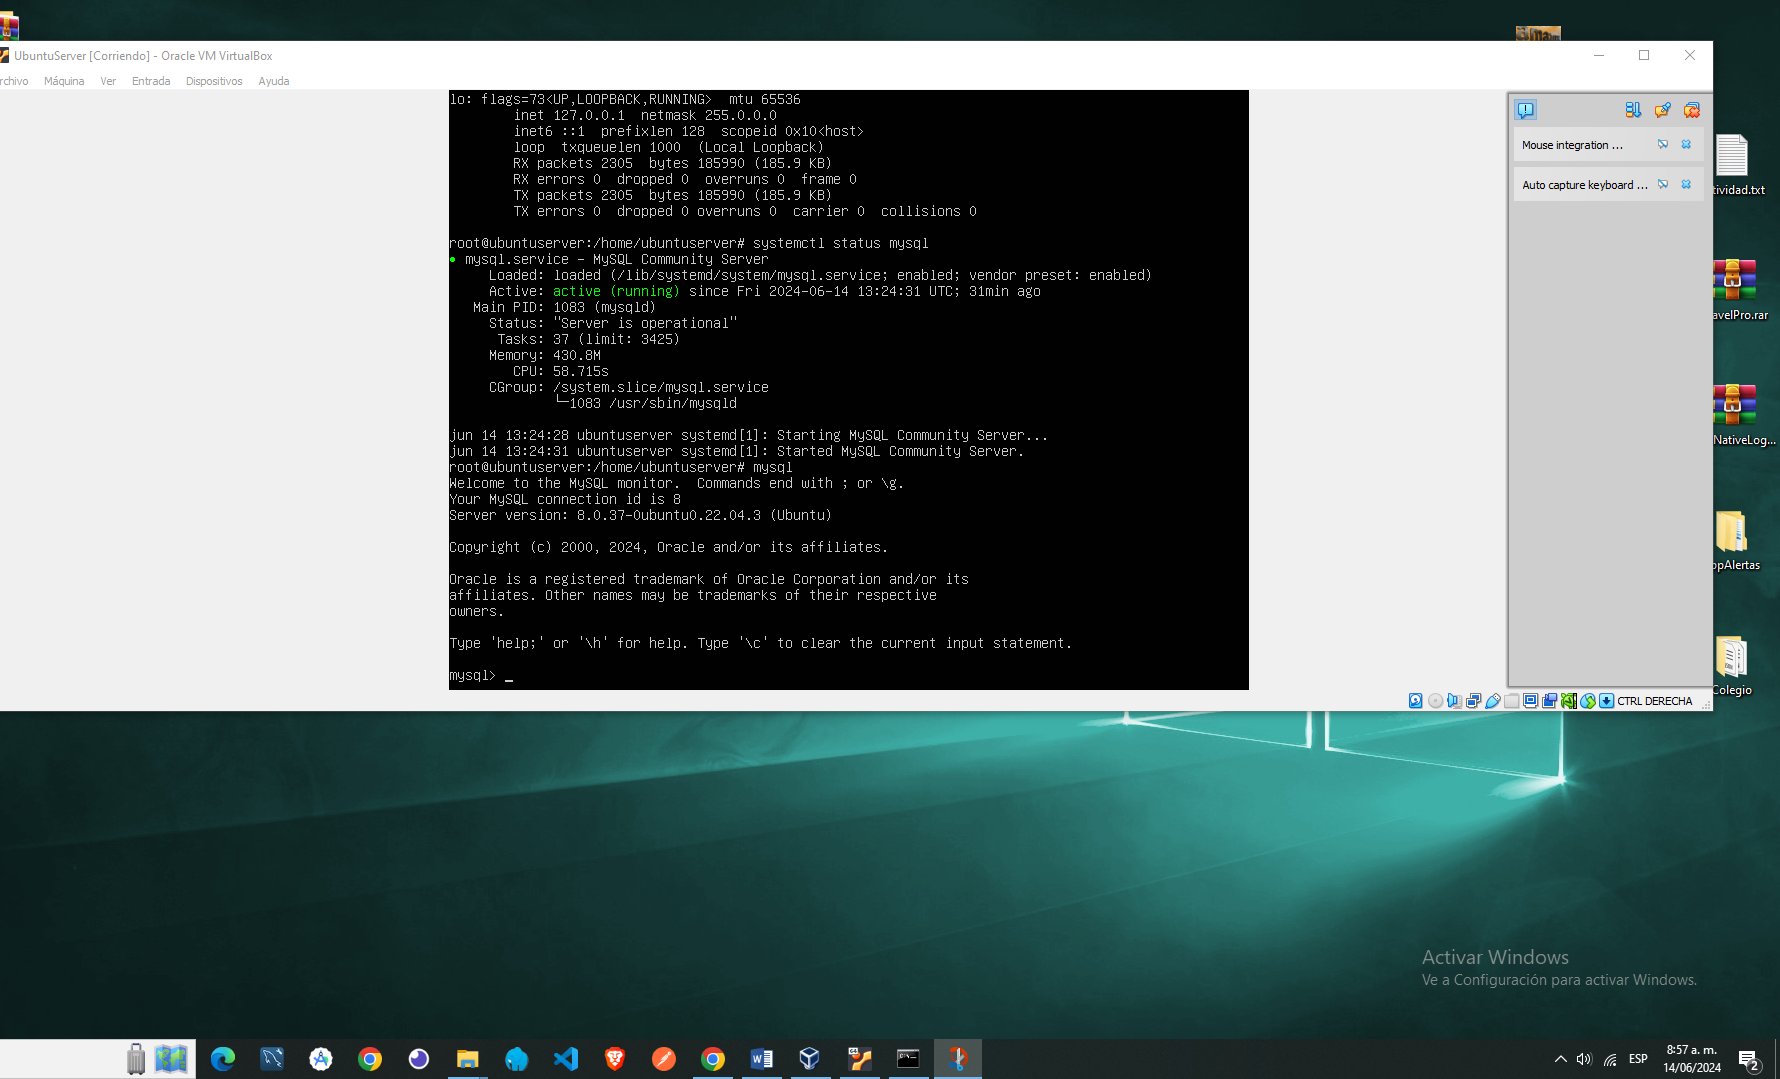 UbuntuServer [Corriendo] - Oracle VM VirtualBox
rchivo Máquina Ver Entrada Dispositivos Ayuda
lo: flags=73<UP,LOOPBACK,RUNNING>  mtu 65536
inet 127.0.0.1  netmask 255.0.0.0
inet6 ::1  prefixlen 128  scopeid 0x10<host>
loop  txqueuelen 1000  (Local Loopback)
RX packets 2305  bytes 185990 (185.9 KB)
RX errors 0  dropped 0  overruns 0  frame 0
TX packets 2305  bytes 185990 (185.9 KB)
TX errors 0  dropped 0 overruns 0  carrier 0  collisions 0
root@ubuntuserver:/home/ubuntuserver# systemctl status mysql
● mysql.service – MySQL Community Server
Loaded: loaded (/lib/systemd/system/mysql.service; enabled; vendor preset: enabled)
Active: active (running) since Fri 2024-06-14 13:24:31 UTC; 31min ago
Main PID: 1083 (mysqld)
Status: "Server is operational"
Tasks: 37 (limit: 3425)
Memory: 430.8M
CPU: 58.715s
CGroup: /system.slice/mysql.service
└─1083 /usr/sbin/mysqld
jun 14 13:24:28 ubuntuserver systemd[1]: Starting MySQL Community Server...
jun 14 13:24:31 ubuntuserver systemd[1]: Started MySQL Community Server.
root@ubuntuserver:/home/ubuntuserver# mysql
Welcome to the MySQL monitor.  Commands end with ; or \g.
Your MySQL connection id is 8
Server version: 8.0.37-0ubuntu0.22.04.3 (Ubuntu)
Copyright (c) 2000, 2024, Oracle and/or its affiliates.
Oracle is a registered trademark of Oracle Corporation and/or its
affiliates. Other names may be trademarks of their respective
owners.
Type 'help;' or '\h' for help. Type '\c' to clear the current input statement.
mysql> _
Mouse integration ...
Auto capture keyboard ...
CTRL DERECHA
tividad.txt
avelPro.rar
NativeLog...
ppAlertas
Colegio
Activar Windows
Ve a Configuración para activar Windows.
ESP
8:57 a. m.
14/06/2024
2